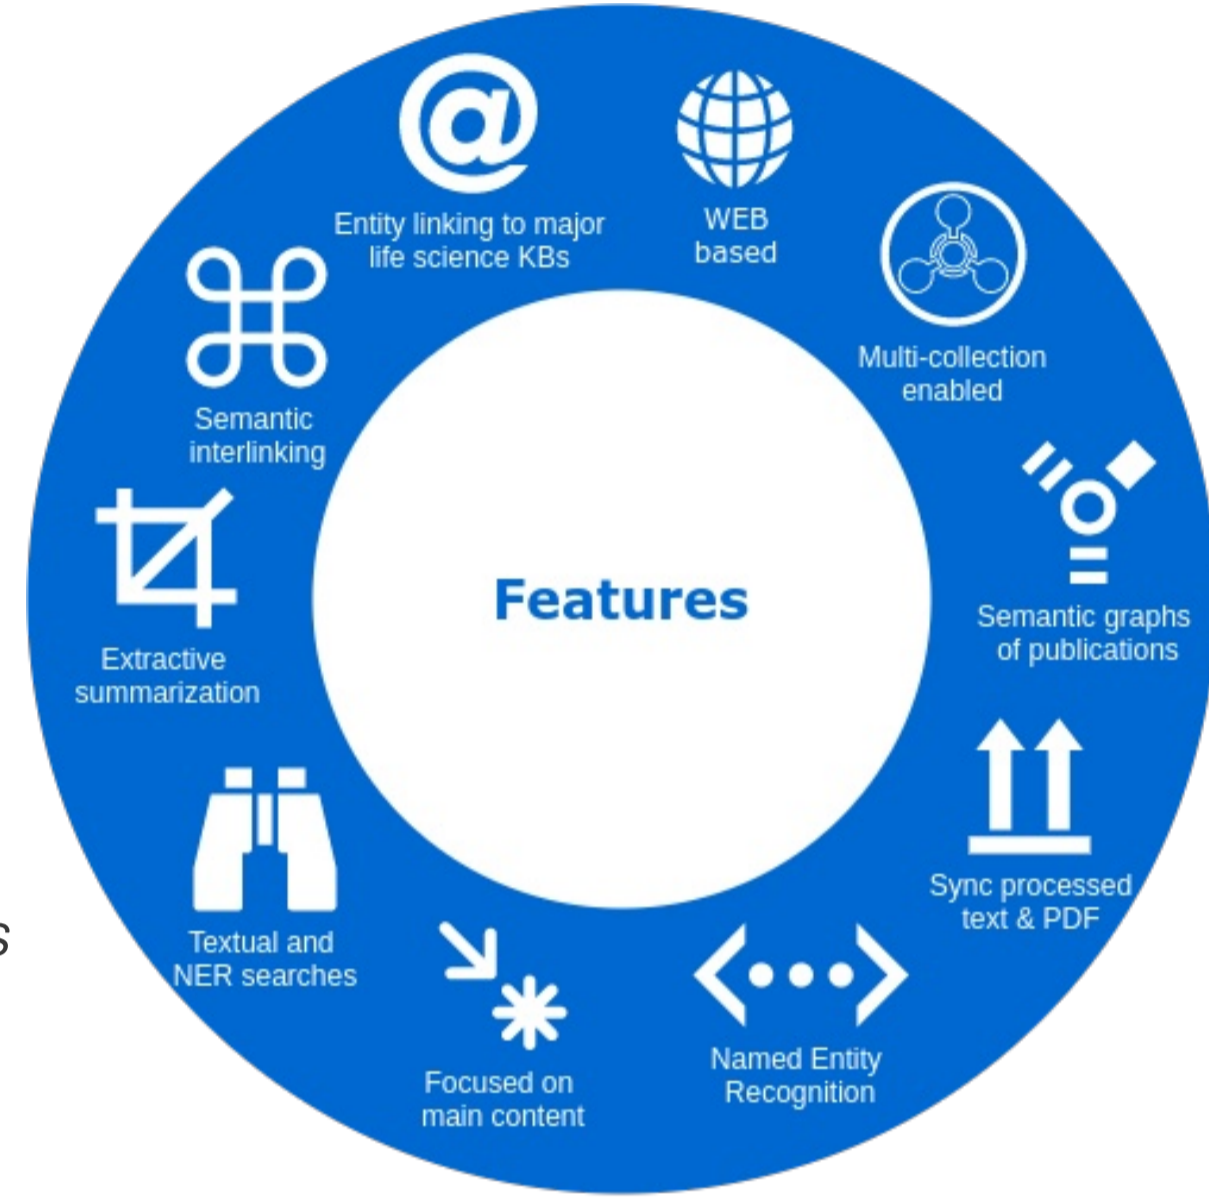 Entity linking to major
life science KBs
WEB
based
Multi-collection
enabled
Semantic
interlinking
Semantic graphs
of publications
Features
Extractive
summarization
Sync processed
text & PDF
Textual and
NER searches
Named Entity
Recognition
Focused on
main content
s